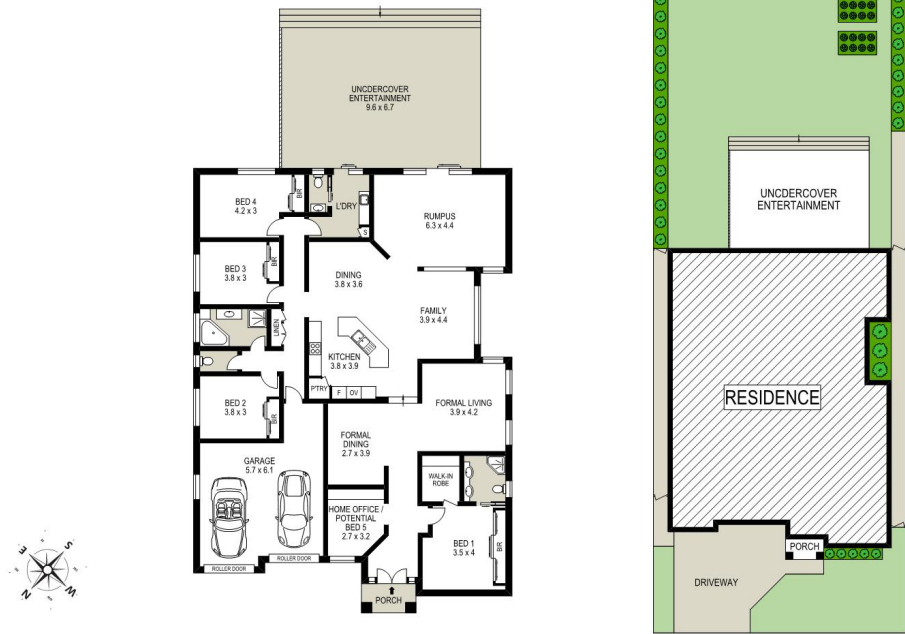 UNCDERCOVER
ENTERTAINMENT
9.6 x 6.7
BED 4
4.2 x 3
BIR
L'DRY
S
RUMPUS
6.3 x 4.4
BED 3
3.8 x 3
BIR
DINING
3.8 x 3.6
FAMILY
3.9 x 4.4
LINEN
KITCHEN
3.8 x 3.9
P'TRY
F
OV
BED 2
3.8 x 3
BIR
FORMAL LIVING
3.9 x 4.2
FORMAL
DINING
2.7 x 3.9
GARAGE
5.7 x 6.1
WALK-IN
ROBE
HOME OFFICE /
POTENTIAL
BED 5
2.7 x 3.2
BED 1
3.5 x 4
BIR
ROLLER DOOR
ROLLER DOOR
PORCH
S
E
W
N
UNCDERCOVER
ENTERTAINMENT
RESIDENCE
PORCH
DRIVEWAY